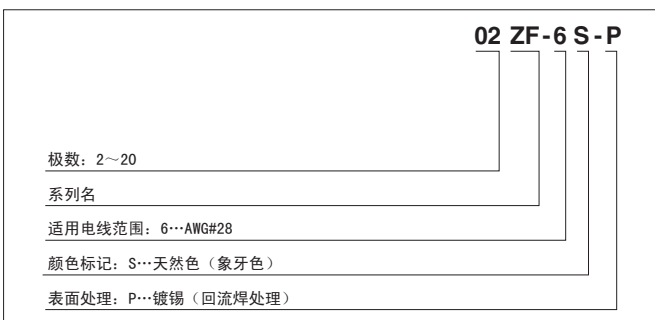 02 ZF-6 S-P
极数：2～20
系列名
适用电线范围：6…AWG#28
颜色标记：S…天然色（象牙色）
表面处理：P…镀锡（回流焊处理）